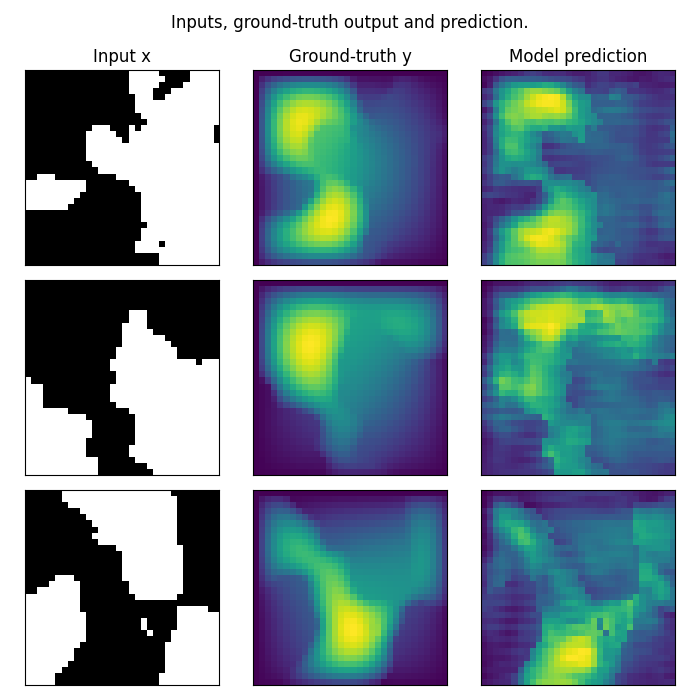 Inputs, ground-truth output and prediction.
Input x
Ground-truth y
Model prediction